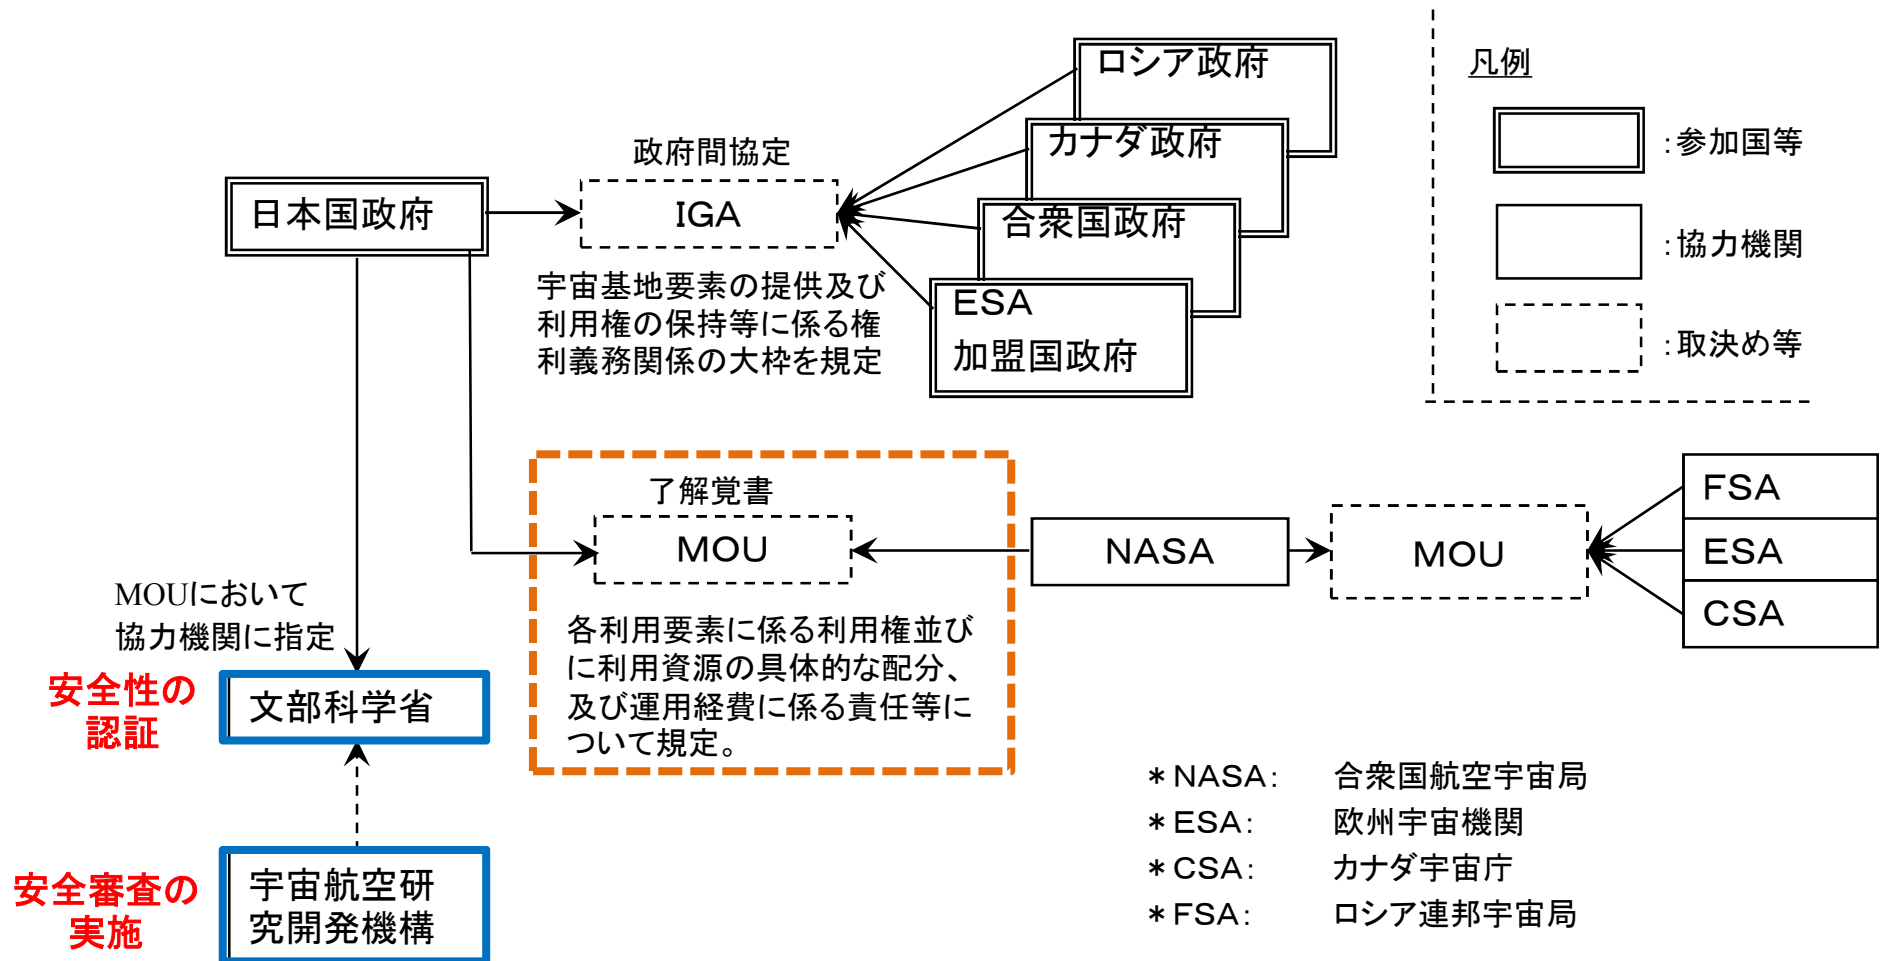 ロシア政府
カナダ政府
合衆国政府
ESA
加盟国政府
政府間協定
IGA
日本国政府
宇宙基地要素の提供及び
利用権の保持等に係る権
利義務関係の大枠を規定
凡例
:参加国等
:協力機関
:取決め等
了解覚書
MOU
各利用要素に係る利用権並び
に利用資源の具体的な配分、
及び運用経費に係る責任等に
ついて規定。
NASA
MOU
FSA
ESA
CSA
MOUにおいて
協力機関に指定
安全性の
認証
文部科学省
安全審査の
実施
宇宙航空研
究開発機構
*NASA: 合衆国航空宇宙局
*ESA: 欧州宇宙機関
*CSA: カナダ宇宙庁
*FSA: ロシア連邦宇宙局